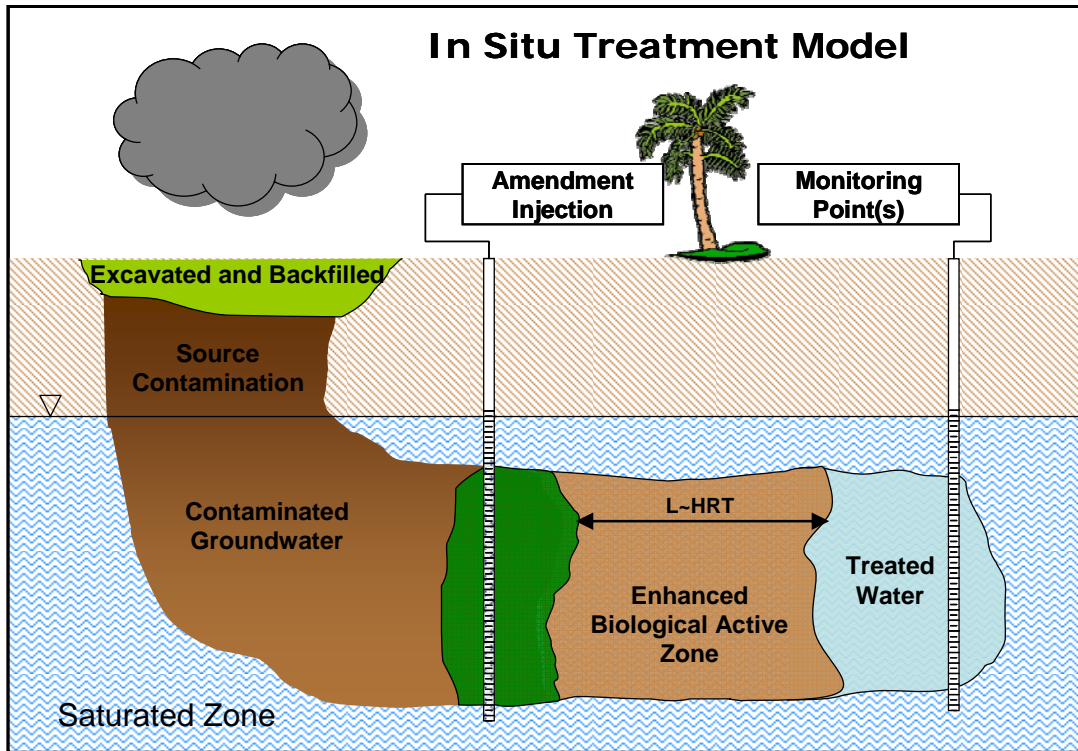 In Situ Treatment Model
Amendment
Injection
Monitoring
Point(s)
Excavated and Backfilled
Source
Contamination
Contaminated
Groundwater
L~HRT
Enhanced
Biological Active
Zone
Treated
Water
Saturated Zone